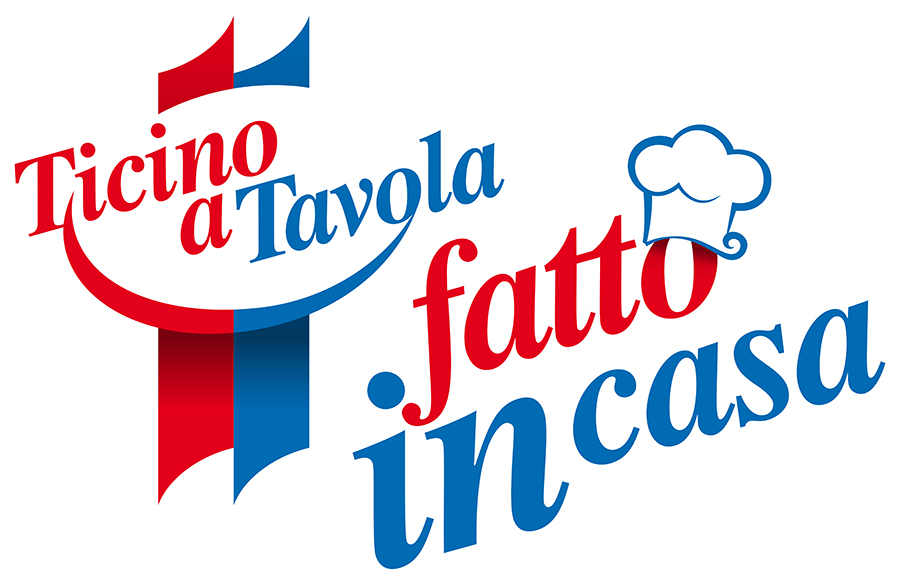 Ticino
a Tavola
fatto
in casa